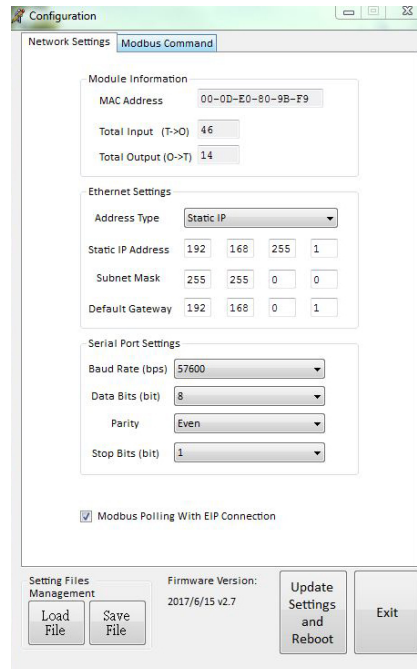 Configuration
Network Settings Modbus Command
Module Information
MAC Address 00-0D-E0-80-9B-F9
Total Input (T->O) 46
Total Output (O->T) 14
Ethernet Settings
Address Type Static IP
Static IP Address 192 168 255 1
Subnet Mask 255 255 0 0
Default Gateway 192 168 0 1
Serial Port Settings
Baud Rate (bps) 57600
Data Bits (bit) 8
Parity Even
Stop Bits (bit) 1
Modbus Polling With EIP Connection
Setting Files
Management
Load
File
Save
File
Firmware Version:
2017/6/15 v2.7
Update
Settings
and
Reboot
Exit